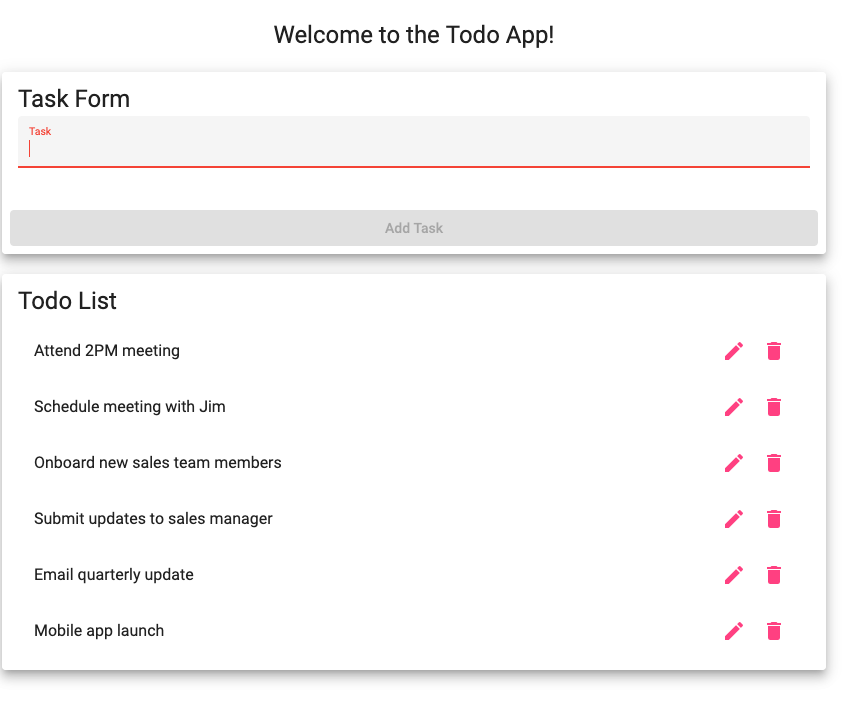 Welcome to the Todo App!
Task Form
Task
Add Task
Todo List
Attend 2PM meeting
Schedule meeting with Jim
Onboard new sales team members
Submit updates to sales manager
Email quarterly update
Mobile app launch